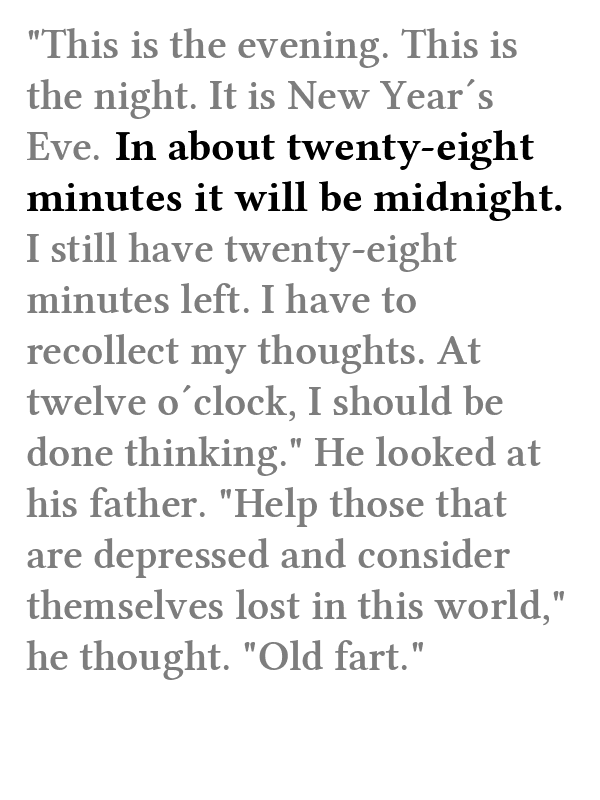 "This is the evening. This is
the night. It is New Year´s
Eve. In about twenty-eight
minutes it will be midnight.
I still have twenty-eight
minutes left. I have to
recollect my thoughts. At
twelve o´clock, I should be
done thinking." He looked at
his father. "Help those that
are depressed and consider
themselves lost in this world,"
he thought. "Old fart."